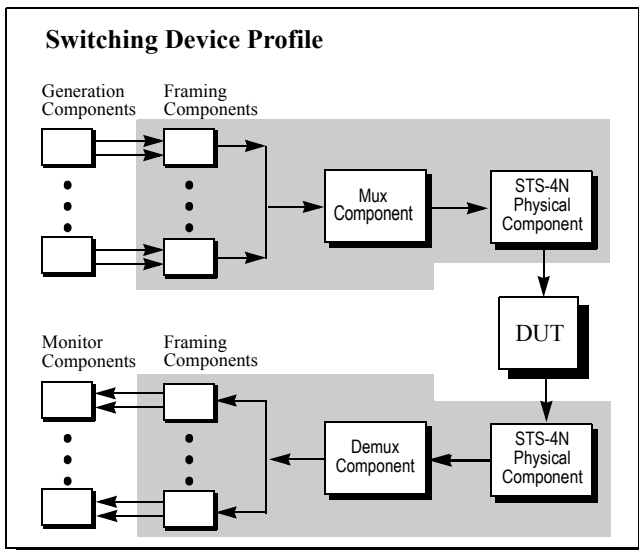 Switching Device Profile
Generation
Components
Framing
Components
Mux
Component
STS-4N
Physical
Component
DUT
Monitor
Components
Framing
Components
Demux
Component
STS-4N
Physical
Component